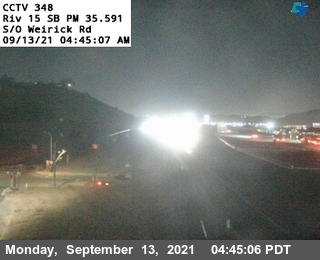 CCTV 348
Riv 15 SB PM 35.591
S/O Weirick Rd
09/13/21 04:45:07 AM
Monday, September 13, 2021 04:45:06 PDT